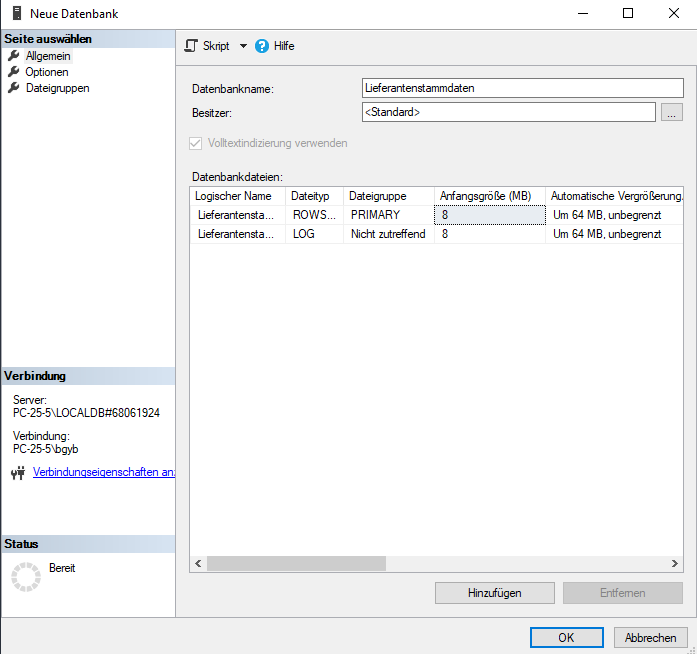 Neue Datenbank
Seite auswählen
Allgemein
Optionen
Dateigruppen
Skript
Hilfe
Datenbankname: Lieferantenstammdaten
Besitzer: <Standard> ...
Volltextindizierung verwenden
Datenbankdateien:
Logischer Name Dateityp Dateigruppe Anfangsgröße (MB) Automatische Vergrößerung.
Lieferantensta... ROWS... PRIMARY 8 Um 64 MB, unbegrenzt
Lieferantensta... LOG Nicht zutreffend 8 Um 64 MB, unbegrenzt
Verbindung
Server:
PC-25-5\LOCALDB#68061924
Verbindung:
PC-25-5\bgyb
Verbindungseigenschaften anz
Status
Bereit
Hinzufügen Entfernen
OK Abbrechen